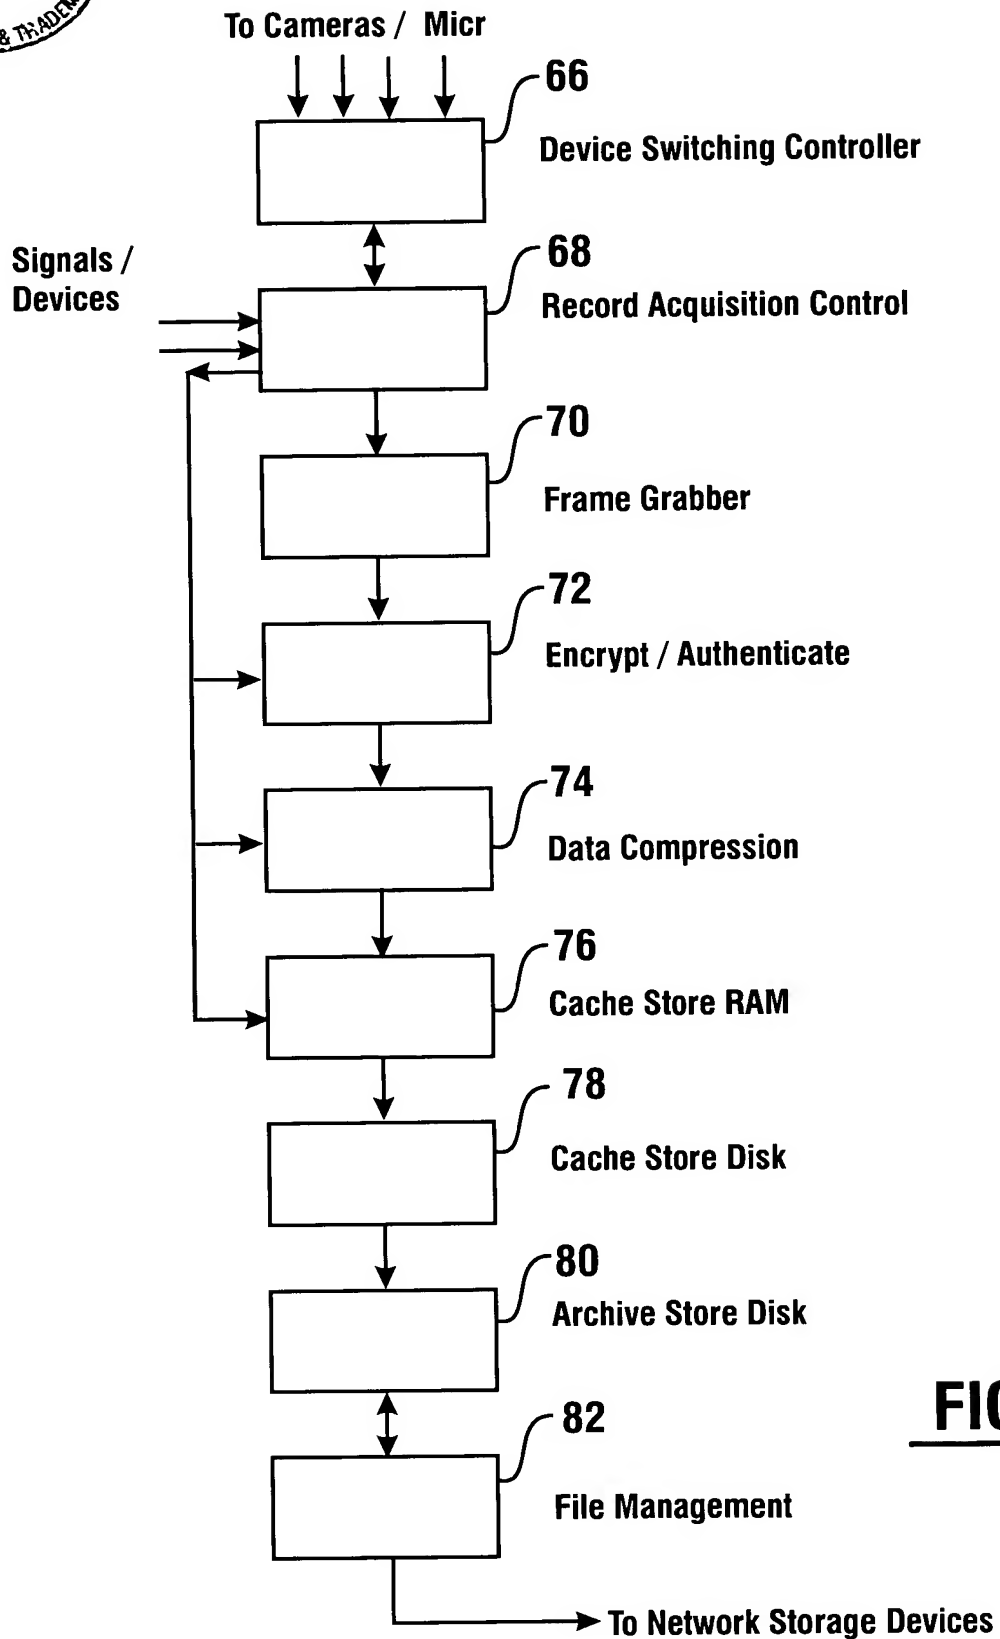 & TRADEM
To Cameras / Micr
66
Device Switching Controller
Signals /
Devices
68
Record Acquisition Control
70
Frame Grabber
72
Encrypt / Authenticate
74
Data Compression
76
Cache Store RAM
78
Cache Store Disk
80
Archive Store Disk
82
File Management
To Network Storage Devices